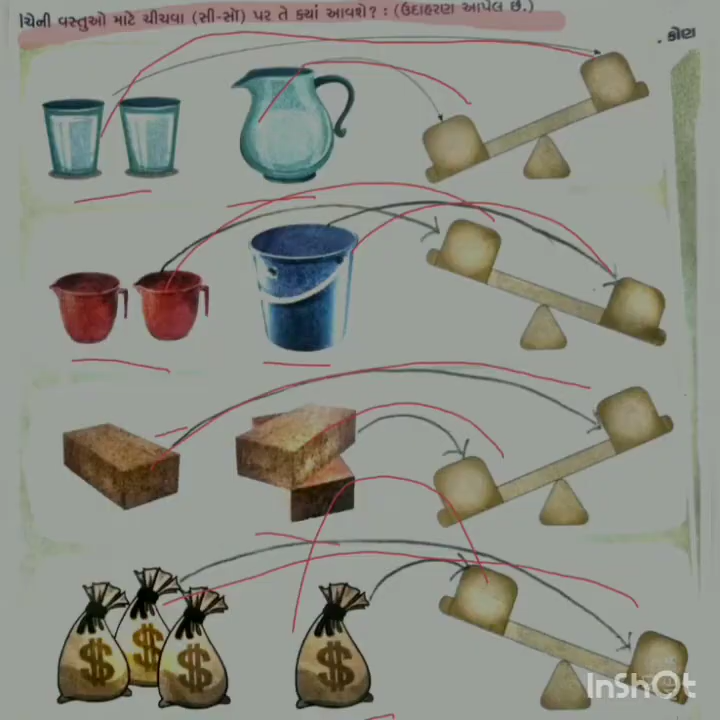 ચેની વસ્તુઓ માટે ચીચવા (સી-સૉ) પર તે ક્યાં આવશે? : (ઉદાહરણ આપેલ છે.)
. કોણ
$ $ $ $
InShOt